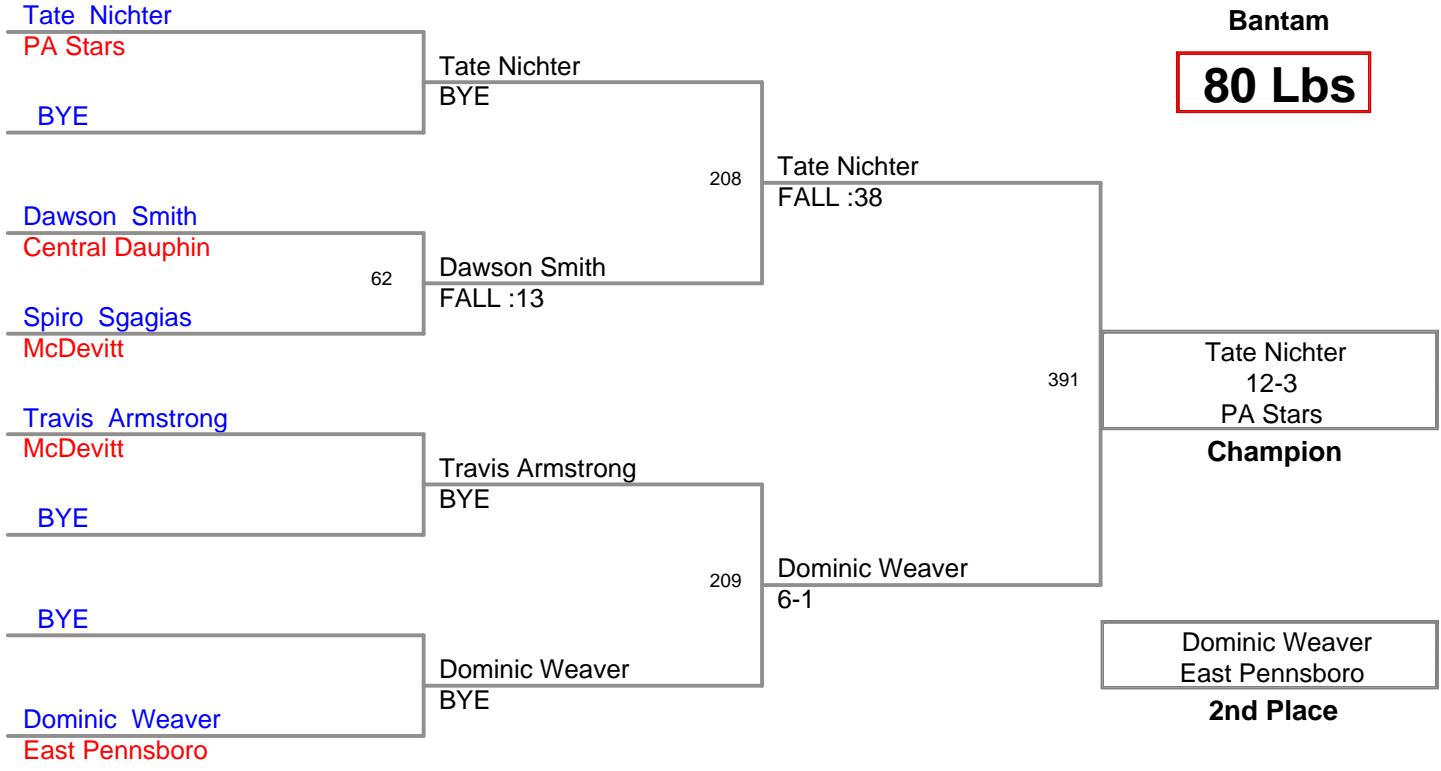 Tate  Nichter
PA Stars
BYE
Dawson  Smith
Central Dauphin
Spiro  Sgagias
McDevitt
Travis  Armstrong
McDevitt
BYE
BYE
Dominic  Weaver
East Pennsboro
62
Tate Nichter
BYE
Dawson Smith
FALL :13
Travis Armstrong
BYE
Dominic Weaver
BYE
208
209
Tate Nichter
FALL :38
Dominic Weaver
6-1
391
Bantam
80 Lbs
Tate Nichter
12-3
PA Stars
Champion
Dominic Weaver
East Pennsboro
2nd Place